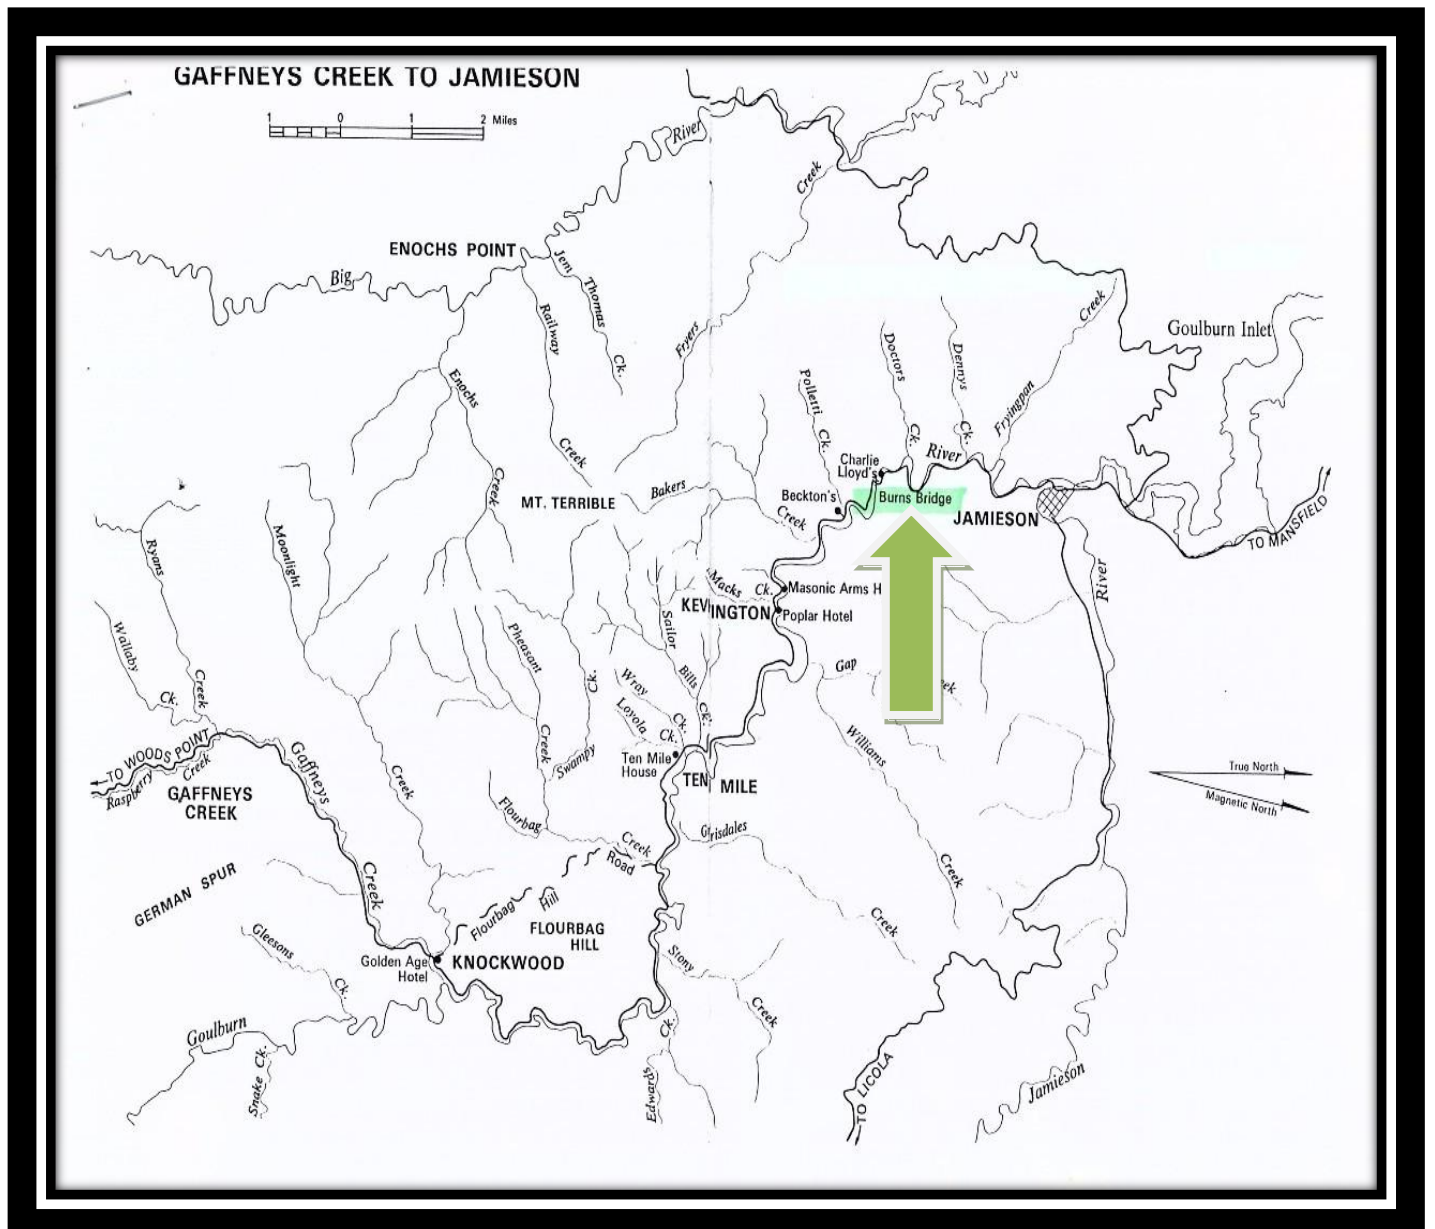 GAFFNEYS CREEK TO JAMIESON
1 0 1 2 Miles
River
Creek
ENOCHS POINT
Big
Jem
Thomas
Ck.
Railway
Creek
Fryers
Creek
Goulburn Inlet
Doctors
Ck.
Dennys
Ck.
Fryingpan
Polletti
Ck.
Enochs
Creek
Charlie
Lloyd's
River
Beckton's
Burns Bridge
JAMIESON
TO MANSFIELD
MT. TERRIBLE
Bakers
Creek
Ryans
Creek
Moonlight
Creek
Wallaby
Ck.
Macks Ck.
Masonic Arms H
KEVINGTON
Poplar Hotel
River
Pheasant
Creek
Sailor
Bills
Ck.
Wray
Ck.
Loyola
Ck.
Swampy
Ck.
Gap
ek
Williams
Creek
TO WOODS POINT
Raspberry
Creek
GAFFNEYS
CREEK
Gaffneys
Creek
Ten Mile
House
TEN MILE
True North
Magnetic North
Flourbag
Creek
Grisdales
Creek
Flourbag
Hill
Road
GERMAN SPUR
FLOURBAG
HILL
Gleesons
Ck.
Golden Age
Hotel
KNOCKWOOD
Stony
Creek
Goulburn
Snake Ck.
Edwards
Ck.
TO LICOLA
Jamieson